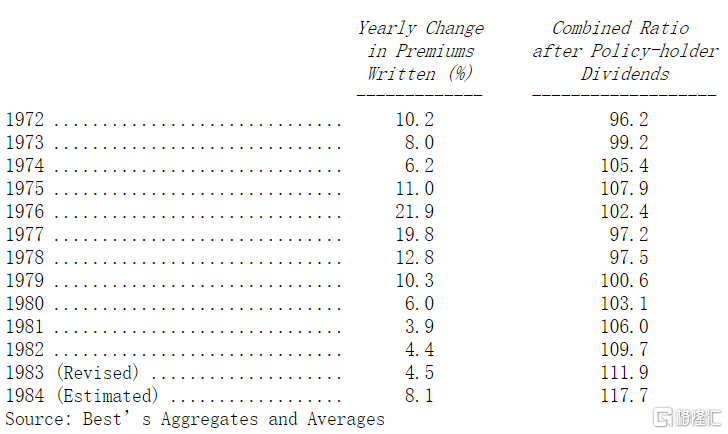 Yearly Change Combined Ratio
in Premiums after Policy-holder
Written (%) Dividends
------------- -------------------
1972 .............................. 10.2 96.2
1973 .............................. 8.0 99.2
1974 .............................. 6.2 105.4
1975 .............................. 11.0 107.9
1976 .............................. 21.9 102.4
1977 .............................. 19.8 97.2
1978 .............................. 12.8 97.5
1979 .............................. 10.3 100.6
1980 .............................. 6.0 103.1
1981 .............................. 3.9 106.0
1982 .............................. 4.4 109.7
1983 (Revised) .................... 4.5 111.9
1984 (Estimated) .................. 8.1 117.7
Source: Best’s Aggregates and Averages
格隆汇